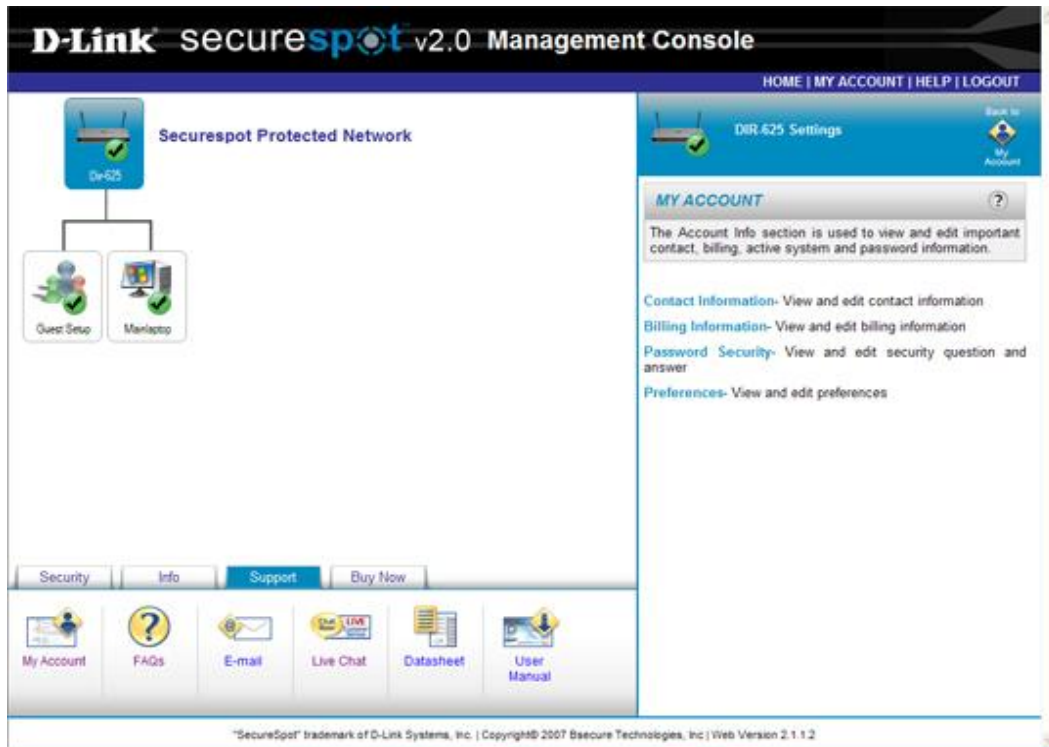 D-Link securespot v2.0 Management Console
HOME | MY ACCOUNT | HELP | LOGOUT
Securespot Protected Network
Dir-625
Guest Setup
Mainlaptop
DIR-625 Settings
Back to
My
Account
MY ACCOUNT
?
The Account Info section is used to view and edit important
contact, billing, active system and password information.
Contact Information- View and edit contact information
Billing Information- View and edit billing information
Password Security- View and edit security question and
answer
Preferences- View and edit preferences
Security
Info
Support
Buy Now
My Account
FAQs
E-mail
Live Chat
Datasheet
User
Manual
"SecureSpot" trademark of D-Link Systems, Inc. | Copyright© 2007 Bsecure Technologies, Inc | Web Version 2.1.1.2